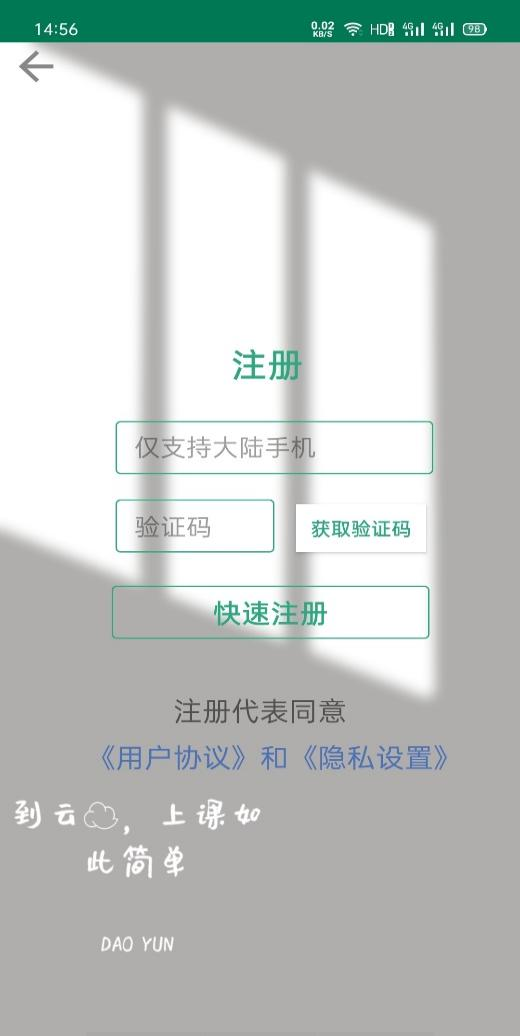 14:56 0.02 KB/S HD 4G 4G 98
注册
仅支持大陆手机
验证码 获取验证码
快速注册
注册代表同意
《用户协议》和《隐私设置》
到云，上课如
此简单
DAO YUN